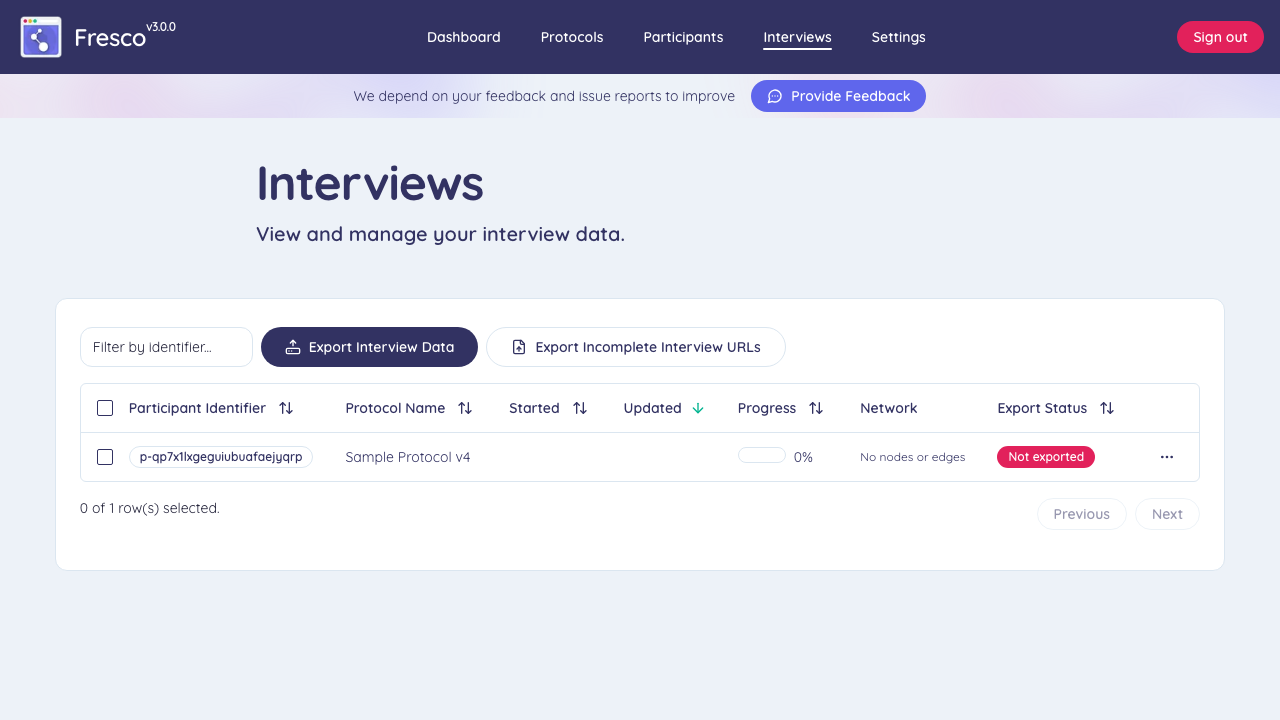 Fresco v3.0.0
Dashboard Protocols Participants Interviews Settings Sign out
We depend on your feedback and issue reports to improve Provide Feedback
Interviews
View and manage your interview data.
Filter by identifier... Export Interview Data Export Incomplete Interview URLs
Participant Identifier Protocol Name Started Updated Progress Network Export Status
p-qp7x1lxgeguiubuafaejyqrp Sample Protocol v4 0% No nodes or edges Not exported
0 of 1 row(s) selected. Previous Next